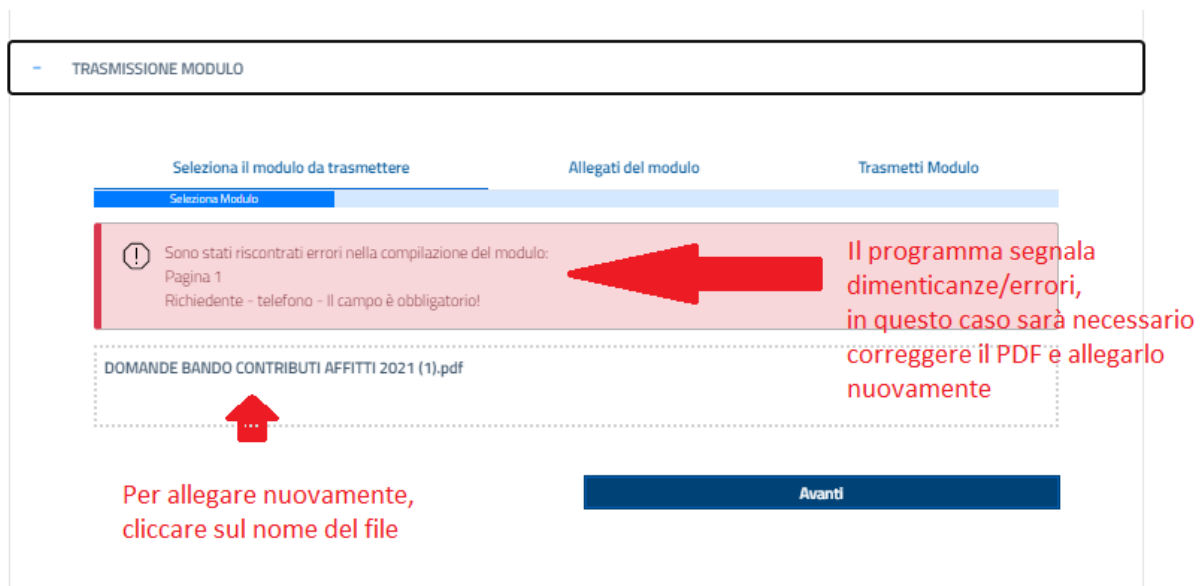 - TRASMISSIONE MODULO
Seleziona il modulo da trasmettere
Allegati del modulo
Trasmetti Modulo
Seleziona Modulo
Sono stati riscontrati errori nella compilazione del modulo:
Pagina 1
Richiedente - telefono - Il campo è obbligatorio!
Il programma segnala
dimenticanze/errori,
in questo caso sarà necessario
correggere il PDF e allegarlo
nuovamente
DOMANDE BANDO CONTRIBUTI AFFITTI 2021 (1).pdf
...
Per allegare nuovamente,
cliccare sul nome del file
Avanti